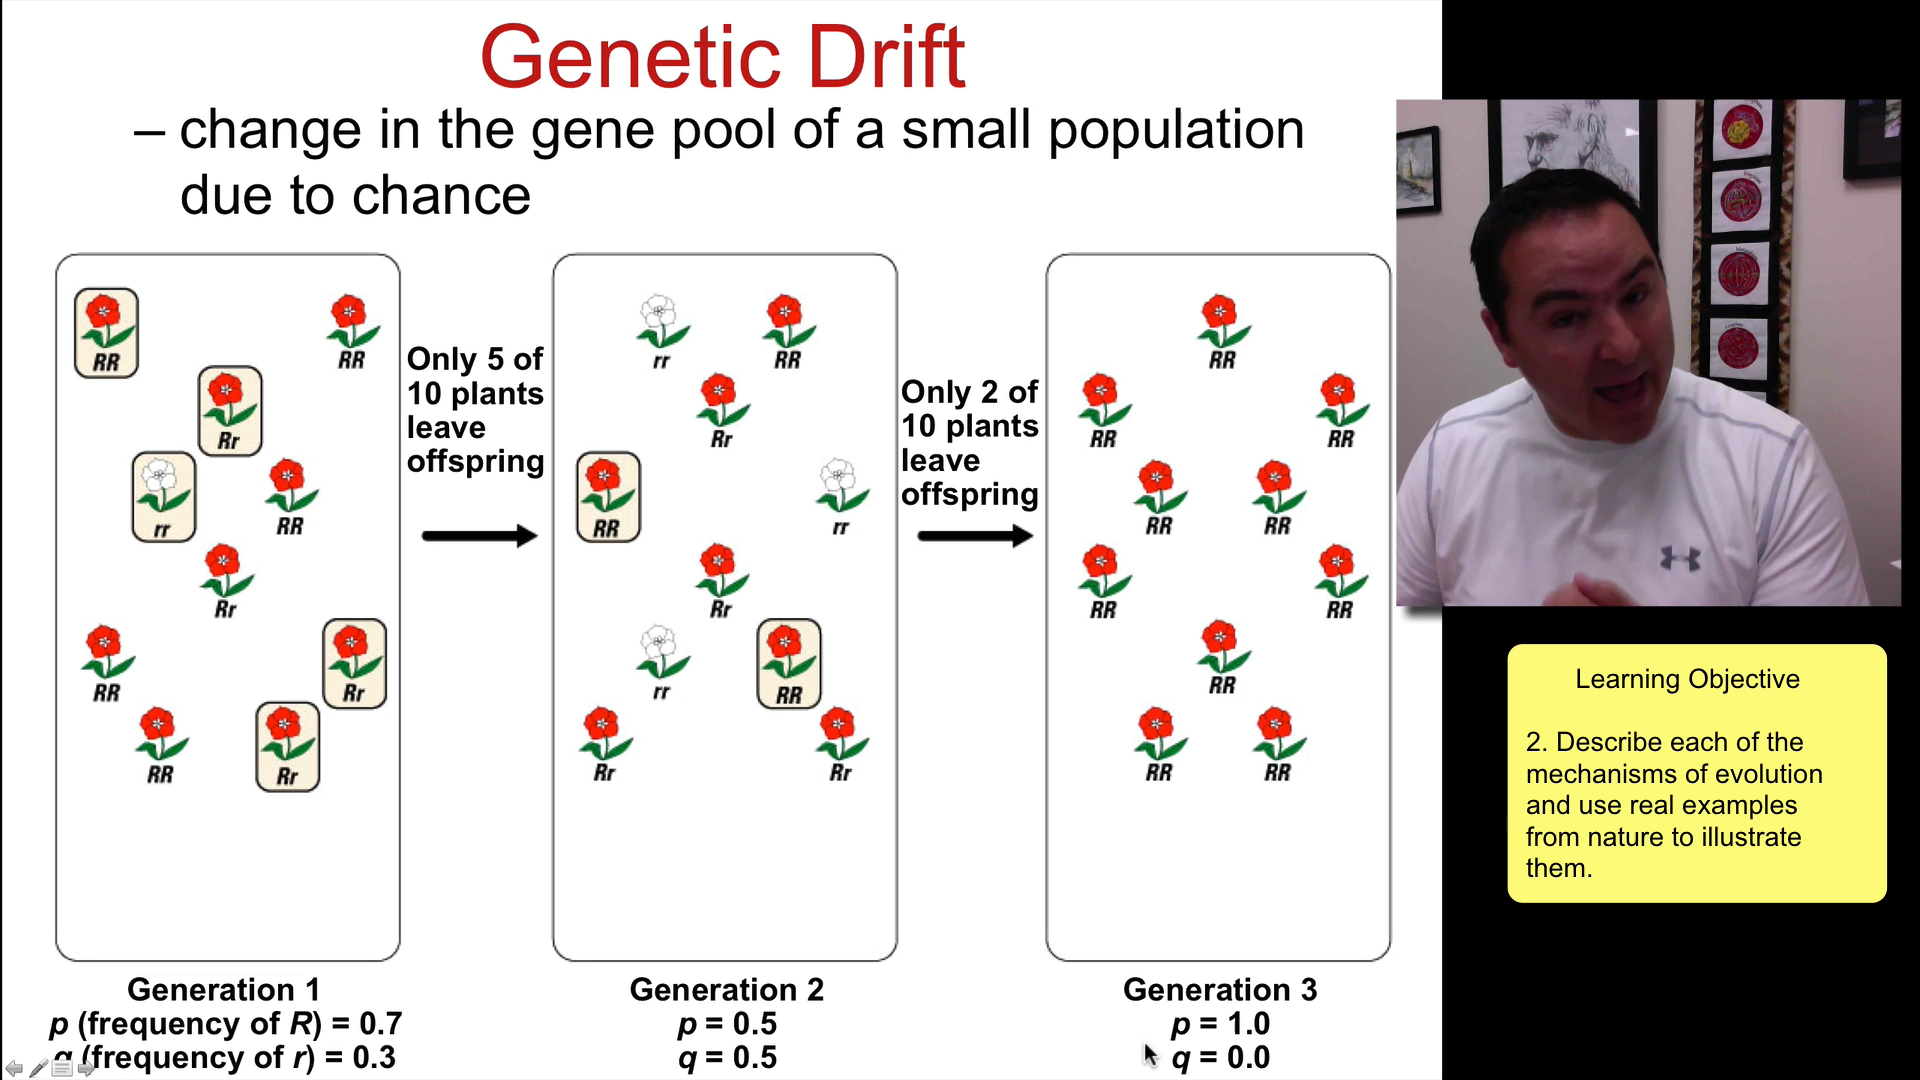 Genetic Drift
– change in the gene pool of a small population
due to chance
RR
RR
Rr
rr
RR
Rr
RR
Rr
RR
Rr
Only 5 of
10 plants
leave
offspring
rr
RR
Rr
RR
rr
Rr
rr
RR
Rr
Rr
Only 2 of
10 plants
leave
offspring
RR
RR
RR
RR
RR
RR
RR
RR
RR
RR
Generation 1
p (frequency of R) = 0.7
q (frequency of r) = 0.3
Generation 2
p = 0.5
q = 0.5
Generation 3
p = 1.0
q = 0.0
Learning Objective
2. Describe each of the
mechanisms of evolution
and use real examples
from nature to illustrate
them.